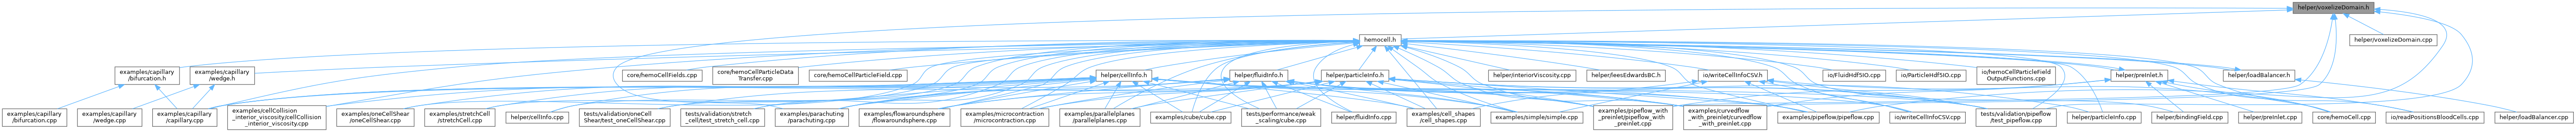 helper/voxelizeDomain.h
hemocell.h
helper/voxelizeDomain.cpp
examples/capillary
/bifurcation.h
examples/capillary
/wedge.h
core/hemoCellFields.cpp
core/hemoCellParticleData
Transfer.cpp
core/hemoCellParticleField.cpp
helper/cellInfo.h
helper/fluidInfo.h
helper/particleInfo.h
helper/interiorViscosity.cpp
helper/leesEdwardsBC.h
io/writeCellInfoCSV.h
io/FluidHdf5IO.cpp
io/ParticleHdf5IO.cpp
io/hemoCellParticleField
OutputFunctions.cpp
helper/preInlet.h
helper/loadBalancer.h
examples/capillary
/bifurcation.cpp
examples/capillary
/wedge.cpp
examples/capillary
/capillary.cpp
examples/cellCollision
_interior_viscosity/cellCollision
_interior_viscosity.cpp
examples/oneCellShear
/oneCellShear.cpp
examples/stretchCell
/stretchCell.cpp
helper/cellInfo.cpp
tests/validation/oneCell
Shear/test_oneCellShear.cpp
tests/validation/stretch
_cell/test_stretch_cell.cpp
examples/parachuting
/parachuting.cpp
examples/flowaroundsphere
/flowaroundsphere.cpp
examples/microcontraction
/microcontraction.cpp
examples/parallelplanes
/parallelplanes.cpp
examples/cube/cube.cpp
tests/performance/weak
_scaling/cube.cpp
helper/fluidInfo.cpp
examples/cell_shapes
/cell_shapes.cpp
examples/simple/simple.cpp
examples/pipeflow_with
_preinlet/pipeflow_with
_preinlet.cpp
examples/curvedflow
_with_preinlet/curvedflow
_with_preinlet.cpp
examples/pipeflow/pipeflow.cpp
io/writeCellInfoCSV.cpp
tests/validation/pipeflow
/test_pipeflow.cpp
helper/particleInfo.cpp
helper/bindingField.cpp
helper/preInlet.cpp
core/hemoCell.cpp
io/readPositionsBloodCells.cpp
helper/loadBalancer.cpp